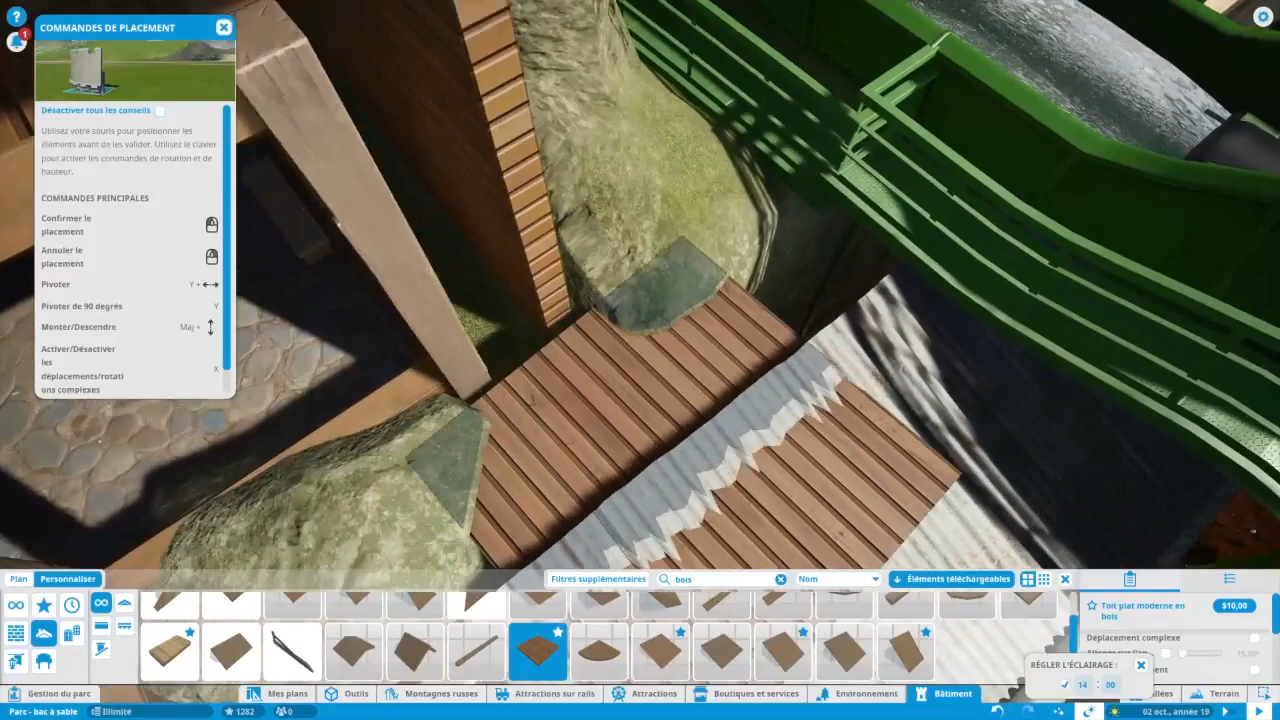 COMMANDES DE PLACEMENT
1
Désactiver tous les conseils
Utilisez votre souris pour positionner les
éléments avant de les valider. Utilisez le clavier
pour activer les commandes de rotation et de
hauteur.
COMMANDES PRINCIPALES
Confirmer le
placement
Annuler le
placement
Pivoter Y +
Pivoter de 90 degrés Y
Monter/Descendre Maj +
Activer/Désactiver
les
déplacements/rotati
ons complexes X
Plan Personnaliser Filtres supplémentaires bois Nom Éléments téléchargeables
Toit plat moderne en
bois $10,00
Déplacement complexe
15,00°
RÉGLER L'ÉCLAIRAGE :
14 : 00
Gestion du parc Mes plans Outils Montagnes russes Attractions sur rails Attractions Boutiques et services Environnement Bâtiment Terrain
Parc - bac à sable Illimité 1282 0 02 oct., année 19